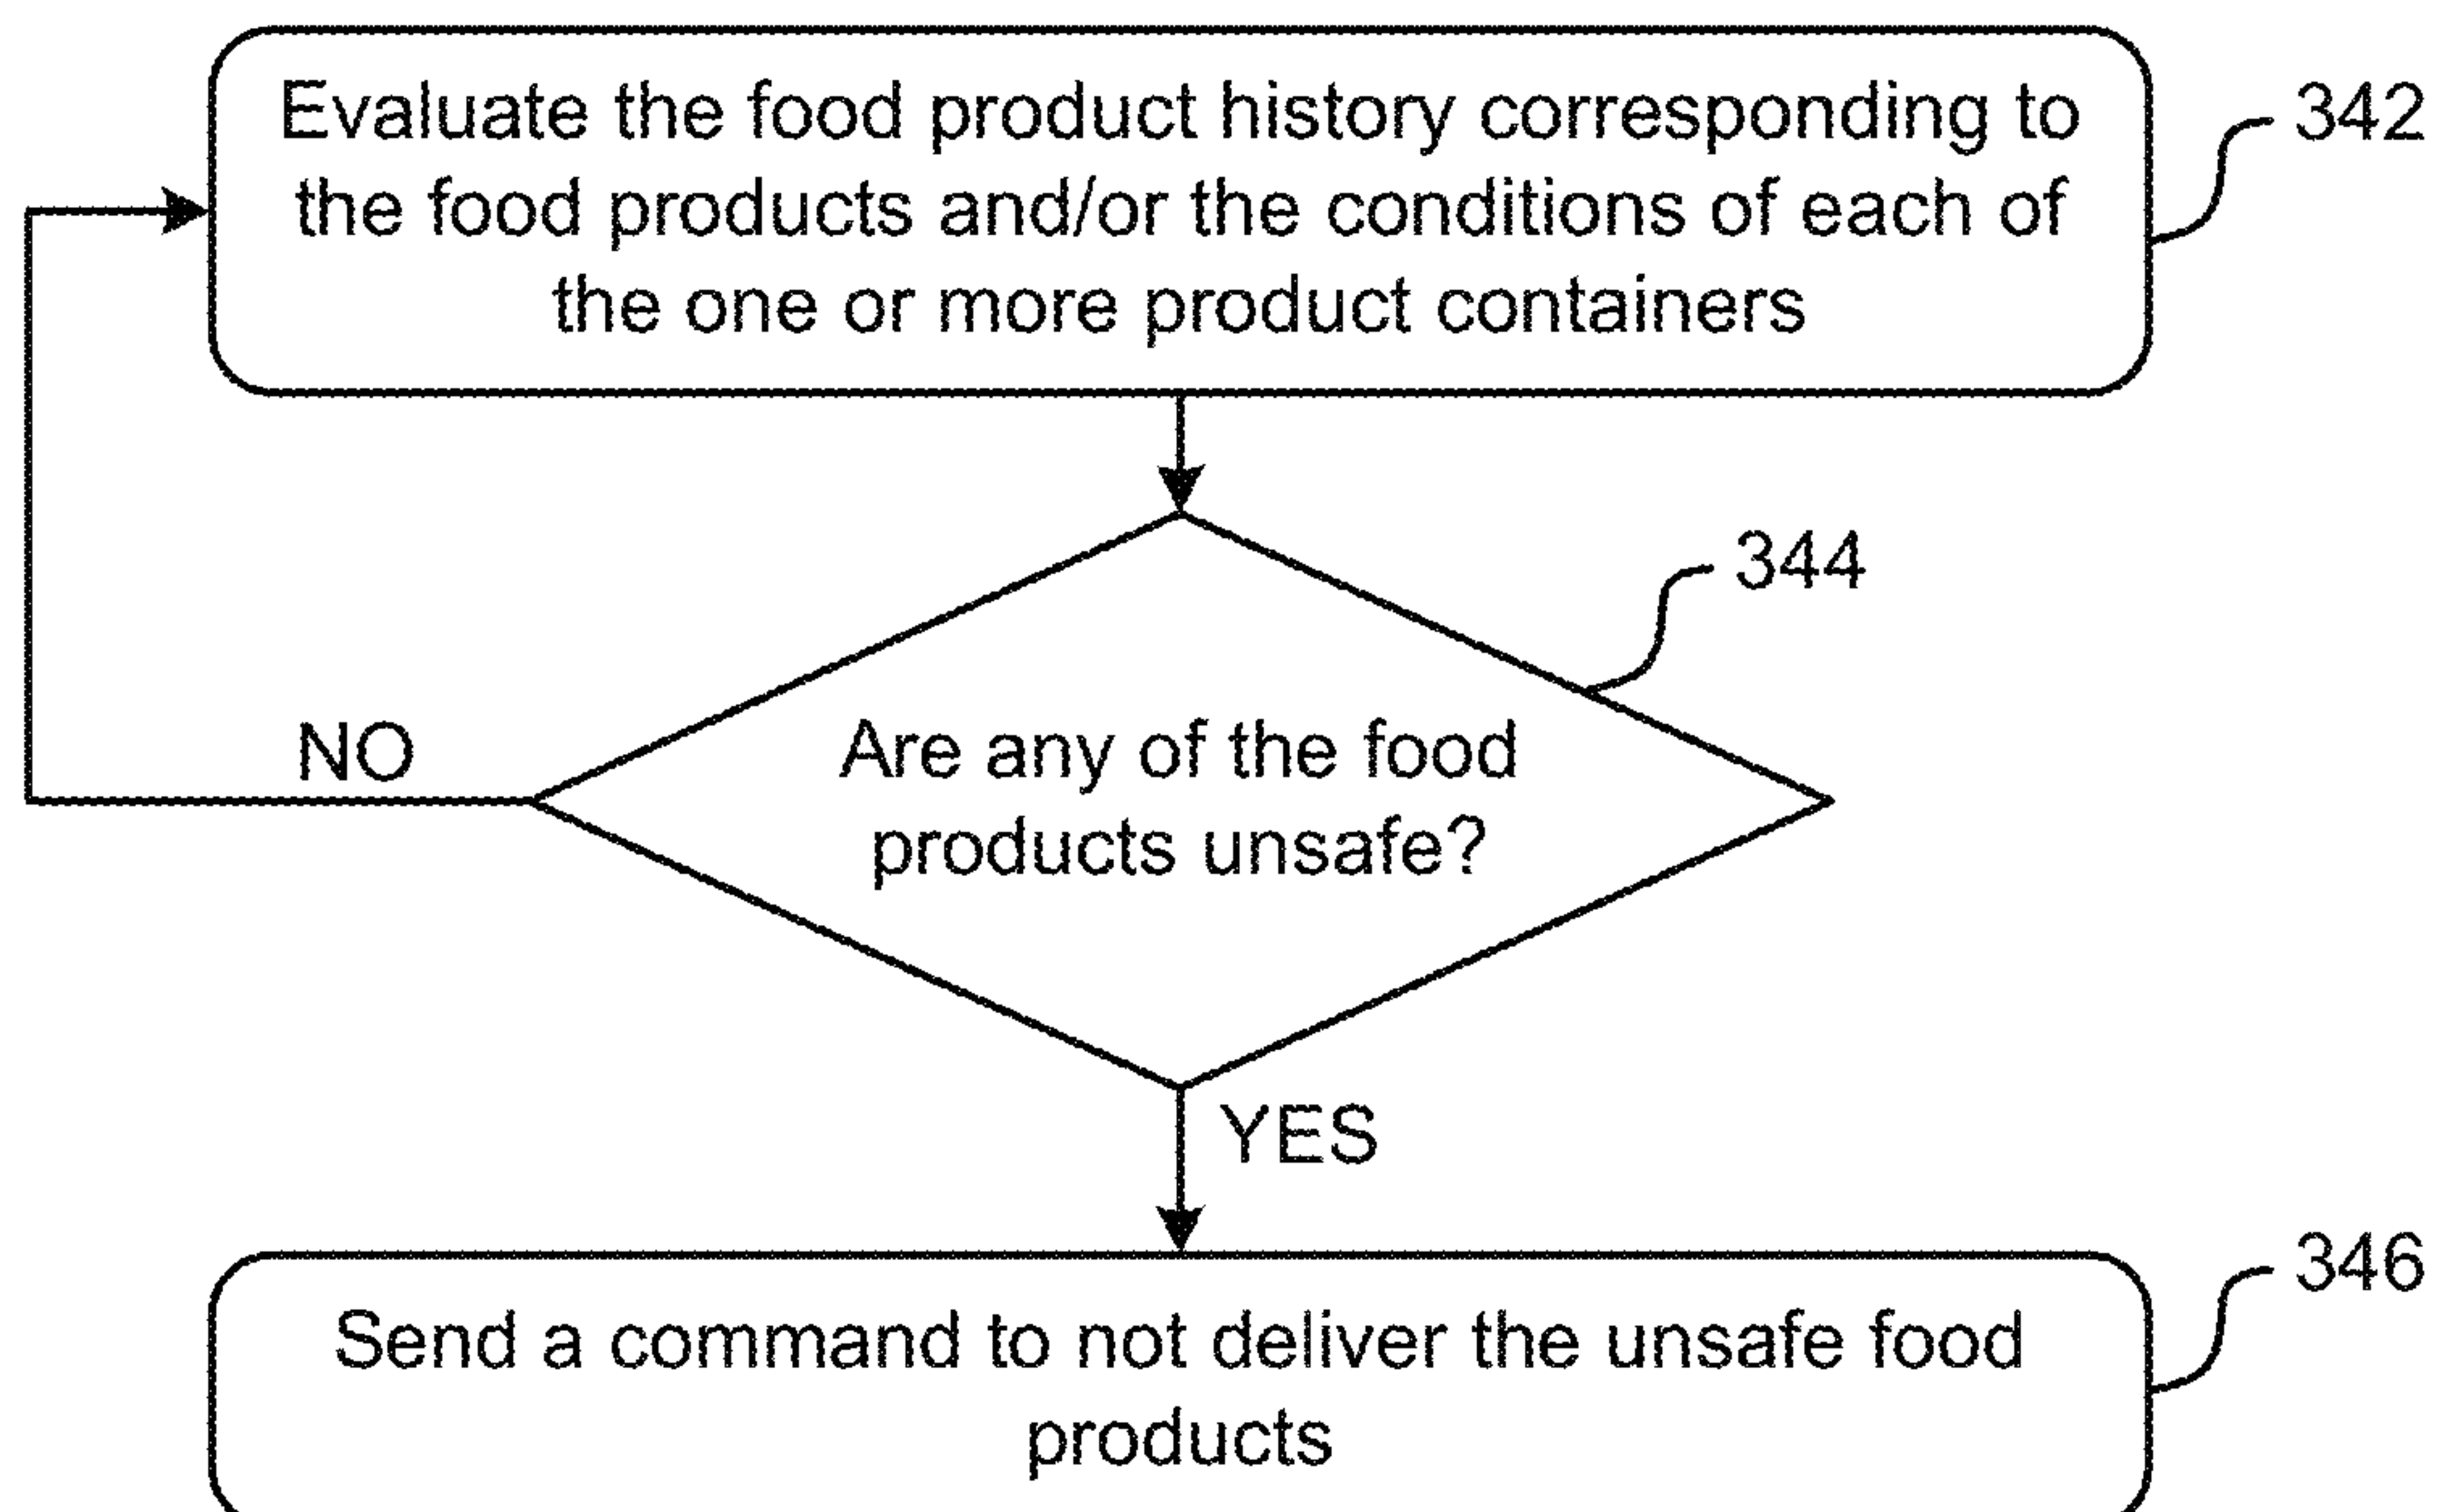 Evaluate the food product history corresponding to
the food products and/or the conditions of each of
the one or more product containers
342
344
Are any of the food
products unsafe?
NO
YES
346
Send a command to not deliver the unsafe food
products